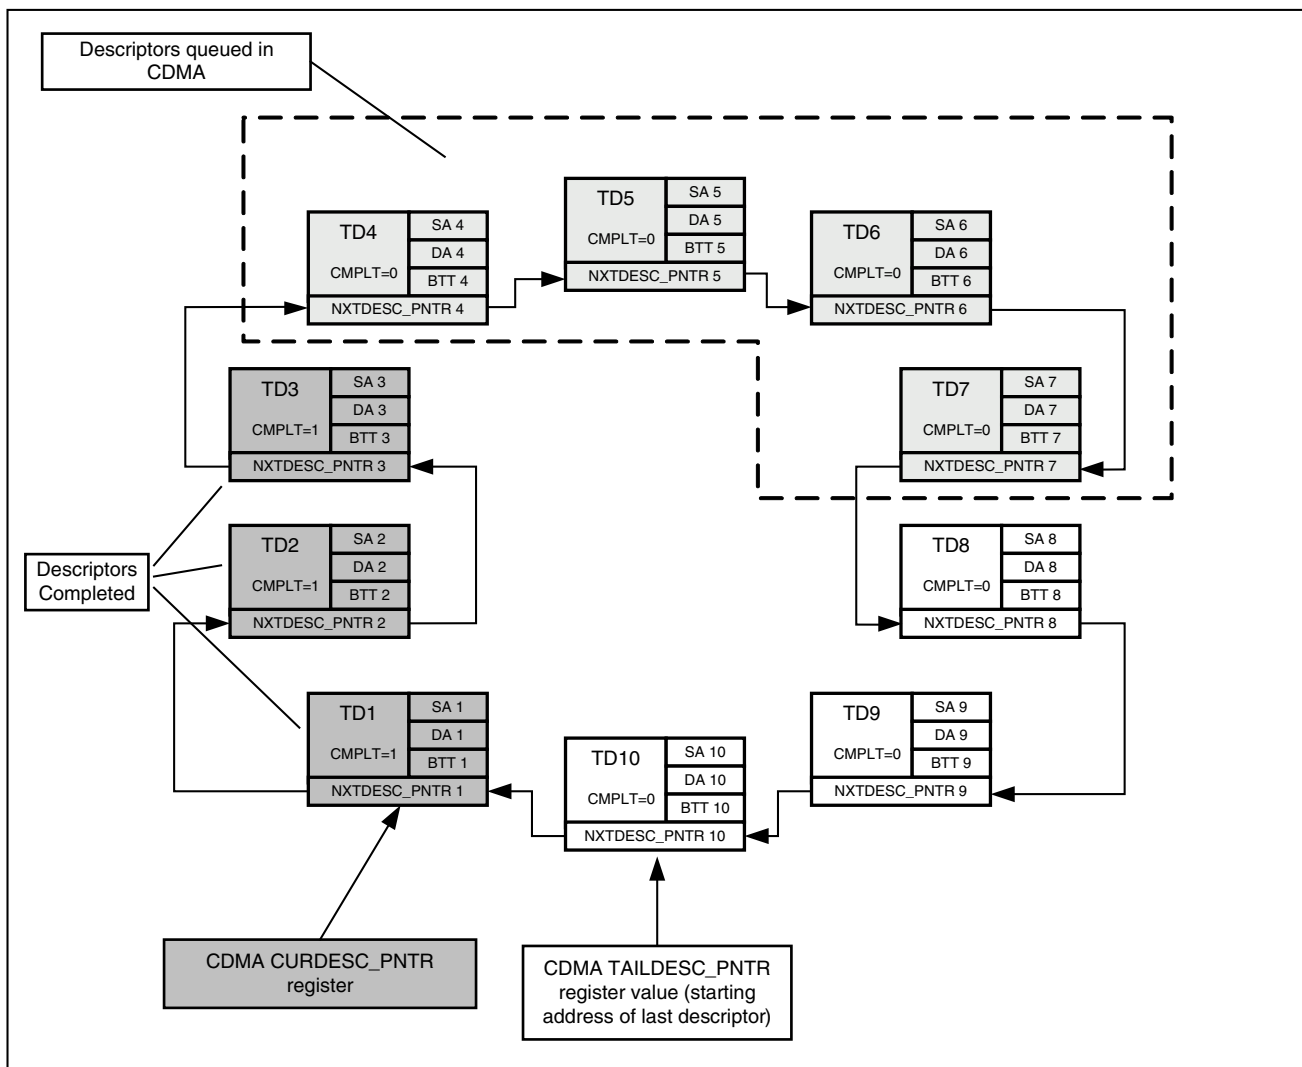 Descriptors queued in
CDMA
TD4
CMPLT=0
SA 4
DA 4
BTT 4
NXTDESC_PNTR 4
TD5
CMPLT=0
SA 5
DA 5
BTT 5
NXTDESC_PNTR 5
TD6
CMPLT=0
SA 6
DA 6
BTT 6
NXTDESC_PNTR 6
TD3
CMPLT=1
SA 3
DA 3
BTT 3
NXTDESC_PNTR 3
TD7
CMPLT=0
SA 7
DA 7
BTT 7
NXTDESC_PNTR 7
Descriptors
Completed
TD2
CMPLT=1
SA 2
DA 2
BTT 2
NXTDESC_PNTR 2
TD8
CMPLT=0
SA 8
DA 8
BTT 8
NXTDESC_PNTR 8
TD1
CMPLT=1
SA 1
DA 1
BTT 1
NXTDESC_PNTR 1
TD10
CMPLT=0
SA 10
DA 10
BTT 10
NXTDESC_PNTR 10
TD9
CMPLT=0
SA 9
DA 9
BTT 9
NXTDESC_PNTR 9
CDMA CURDESC_PNTR
register
CDMA TAILDESC_PNTR
register value (starting
address of last descriptor)